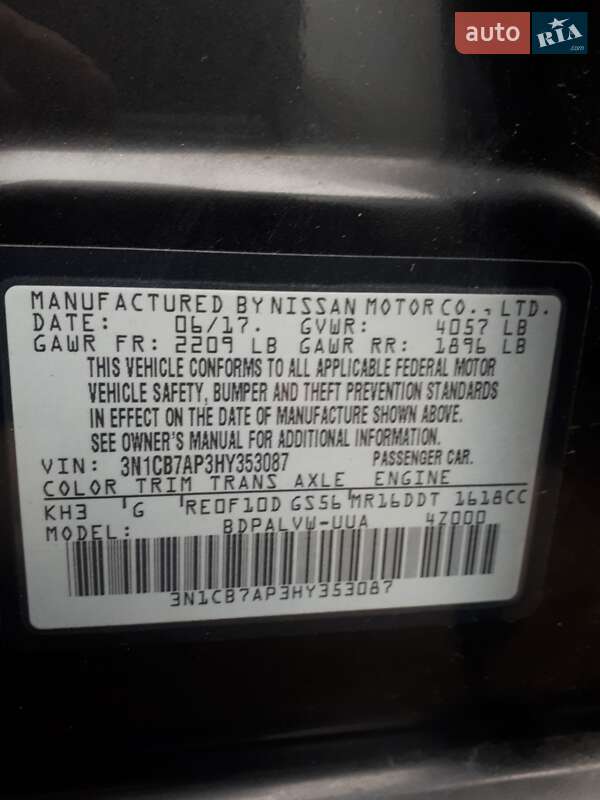 auto RIA.com
MANUFACTURED BY NISSAN MOTOR CO., LTD.
DATE: 06/17. GVWR: 4057 LB
GAWR FR: 2209 LB GAWR RR: 1896 LB
THIS VEHICLE CONFORMS TO ALL APPLICABLE FEDERAL MOTOR
VEHICLE SAFETY, BUMPER AND THEFT PREVENTION STANDARDS
IN EFFECT ON THE DATE OF MANUFACTURE SHOWN ABOVE.
SEE OWNER'S MANUAL FOR ADDITIONAL INFORMATION.
VIN: 3N1CB7AP3HY353087 PASSENGER CAR.
COLOR TRIM TRANS AXLE ENGINE
KH3 G RE0F10D GS56 MR16DDT 1618CC
MODEL: BDPALVW-UUA 4Z000
3N1CB7AP3HY353087